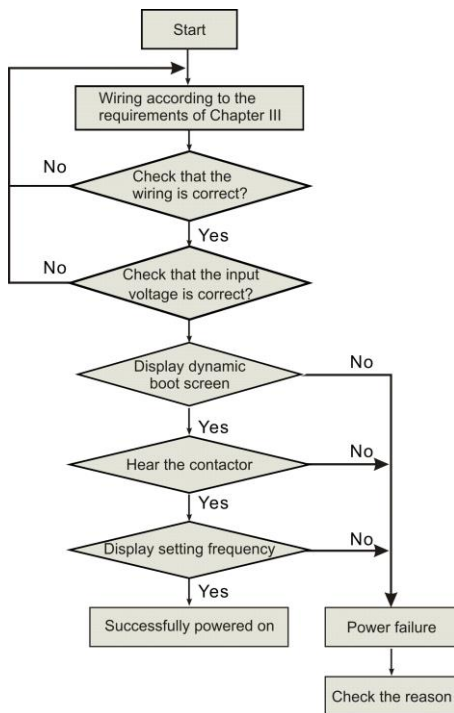 Start
Wiring according to the
requirements of Chapter III
No
Check that the
wiring is correct?
Yes
No
Check that the input
voltage is correct?
Display dynamic
boot screen
No
Yes
Hear the contactor
No
Yes
Display setting frequency
No
Yes
Successfully powered on
Power failure
Check the reason